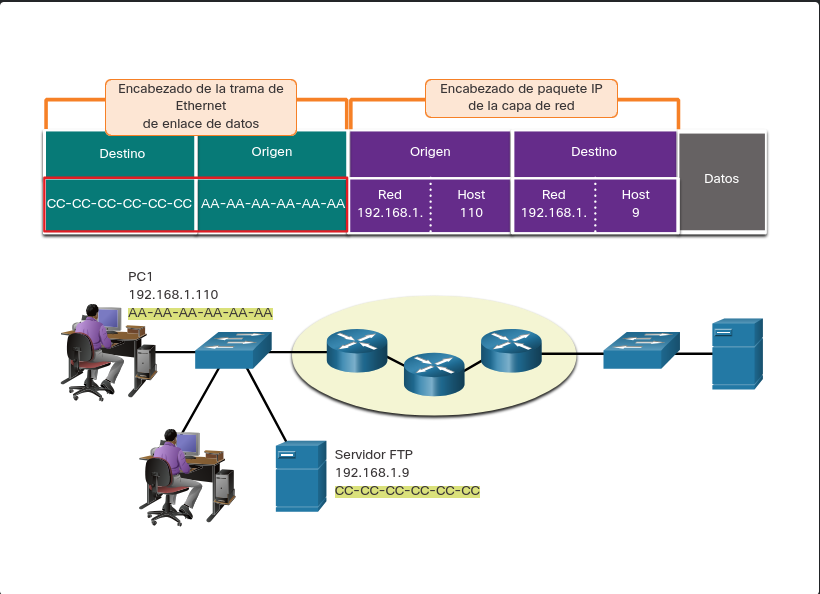 Encabezado de la trama de
Ethernet
de enlace de datos
Encabezado de paquete IP
de la capa de red
Destino
Origen
Origen
Destino
Datos
CC-CC-CC-CC-CC-CC
AA-AA-AA-AA-AA-AA
Red
192.168.1.
Host
110
Red
192.168.1.
Host
9
PC1
192.168.1.110
AA-AA-AA-AA-AA-AA
Servidor FTP
192.168.1.9
CC-CC-CC-CC-CC-CC